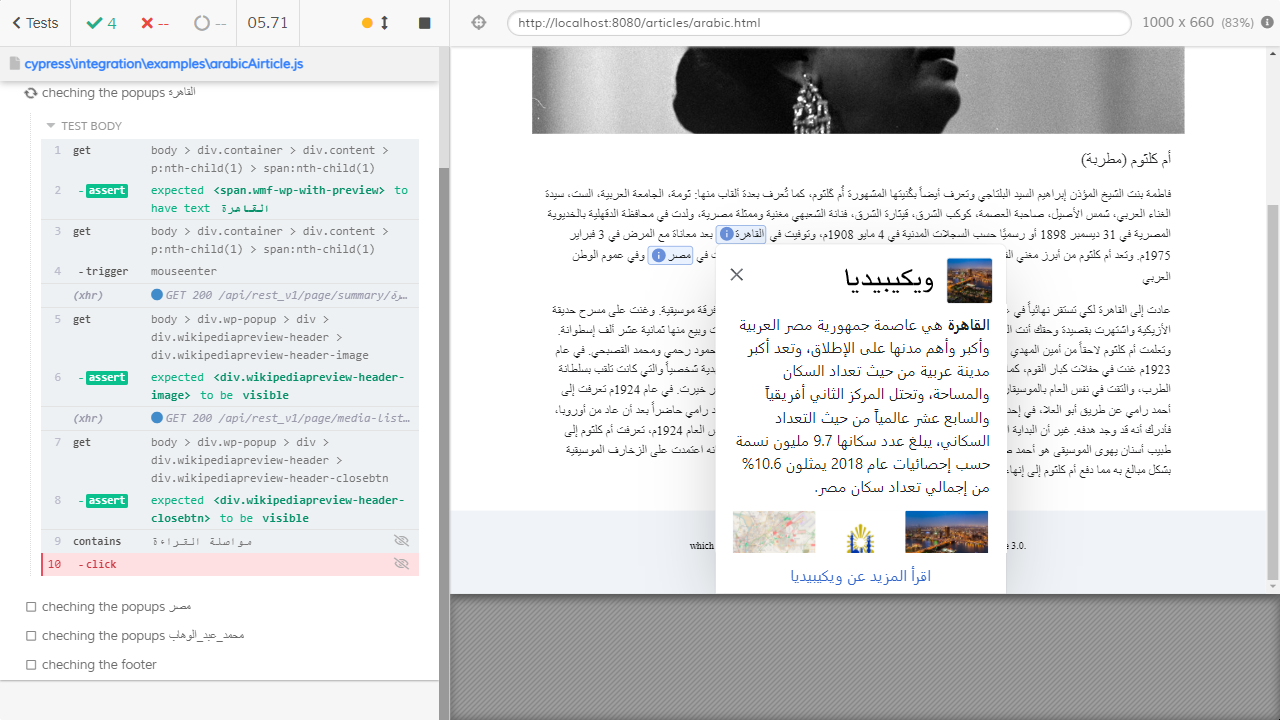 Tests
4
--
--
05.71
http://localhost:8080/articles/arabic.html
1000 x 660 (83%)
cypress\integration\examples\arabicAirticle.js
cheching the popups القاهرة
TEST BODY
1 get body > div.container > div.content >
p:nth-child(1) > span:nth-child(1)
2 -assert expected <span.wmf-wp-with-preview> to
have text القاهرة
3 get body > div.container > div.content >
p:nth-child(1) > span:nth-child(1)
4 -trigger mouseenter
(xhr) GET 200 /api/rest_v1/page/summary/
5 get body > div.wp-popup > div >
div.wikipediapreview-header >
div.wikipediapreview-header-image
6 -assert expected <div.wikipediapreview-header-
image> to be visible
(xhr) GET 200 /api/rest_v1/page/media-list…
7 get body > div.wp-popup > div >
div.wikipediapreview-header >
div.wikipediapreview-header-closebtn
8 -assert expected <div.wikipediapreview-header-
closebtn> to be visible
9 contains مواصلة القراءة
10 -click
cheching the popups مصر
cheching the popups محمد_عبد_الوهاب
cheching the footer
أم كلثوم (مطربة)
فاطمة بنت الشيخ المؤذن إبراهيم السيد البلتاجي وتعرف أيضاً بكُنيتها المشهورة أُم كَلثوم، كما تُعرف بعدة ألقاب منها: ثومة، الجامعة العربية، الست، سيدة
الغناء العربي، شمس الأصيل، صاحبة العصمة، كوكب الشرق، قيثارة الشرق، فنانة الشعبهي مغنية وممثلة مصرية، ولدت في محافظة الدقهلية بالخديوية
المصرية في 31 ديسمبر 1898 أو رسميًّا حسب السجلات المدنية في 4 مايو 1908م، وتوفيت في القاهرة بعد معاناة مع المرض في 3 فبراير
1975م. وتعد أم كلثوم من أبرز مغني الق
ت في مصر وفي عموم الوطن
العربي
عادت إلى القاهرة لكي تستقر نهائياً في ع
فرقة موسيقية. وغنت على مسرح حديقة
الأزبكية واشتهرت بقصيدة وحقك أنت الم
ت وبيع منها ثمانية عشر ألف إسطوانة.
وتعلمت أم كلثوم لاحقاً من أمين المهدي
حمود رحمي ومحمد القصبجي. في عام
1923م غنت في حفلات كبار القوم، كما
دية شخصياً والتي كانت تلقب بسلطانة
الطرب، والتقت في نفس العام بالموسيقار
ر خيرت. في عام 1924م تعرفت إلى
أحمد رامي عن طريق أبو العلا، في إحد
د رامي حاضراً بعد أن عاد من أوروبا،
فأدرك أنه قد وجد هدفه. غير أن البداية ا
س العام 1924م، تعرفت أم كلثوم إلى
طبيب أسنان يهوى الموسيقى هو أحمد ص
نه اعتمدت على الزخارف الموسيقية
بشكل مبالغ به مما دفع أم كلثوم إلى إنهاء
ويكيبيديا
القاهرة هي عاصمة جمهورية مصر العربية
وأكبر وأهم مدنها على الإطلاق، وتعد أكبر
مدينة عربية من حيث تعداد السكان
والمساحة، وتحتل المركز الثاني أفريقياً
والسابع عشر عالمياً من حيث التعداد
السكاني، يبلغ عدد سكانها 9.7 مليون نسمة
حسب إحصائيات عام 2018 يمثلون 10.6%
من إجمالي تعداد سكان مصر.
اقرأ المزيد عن ويكيبيديا
which
e 3.0.